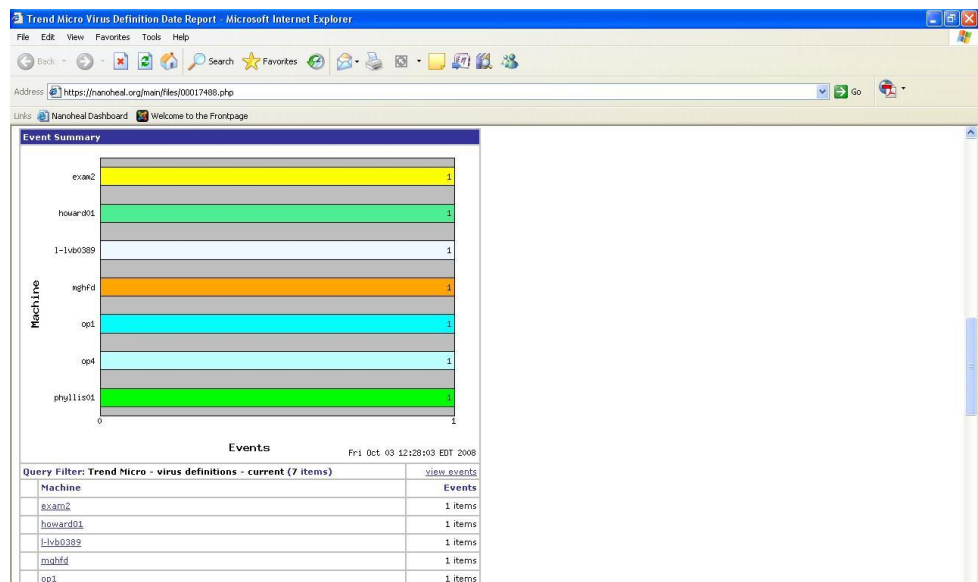 Trend Micro Virus Definition Date Report - Microsoft Internet Explorer
File Edit View Favorites Tools Help
Back Search Favorites
Address https://nanoheal.org/main/files/00017488.php Go
Links Nanoheal Dashboard Welcome to the Frontpage
Event Summary
exam2 1
howard01 1
l-lvb0389 1
mghfd 1
op1 1
op4 1
phyllis01 1
Machine
0 1
Events
Fri Oct 03 12:28:03 EDT 2008
Query Filter: Trend Micro - virus definitions - current (7 items) view events
Machine Events
exam2 1 items
howard01 1 items
l-lvb0389 1 items
mghfd 1 items
op1 1 items